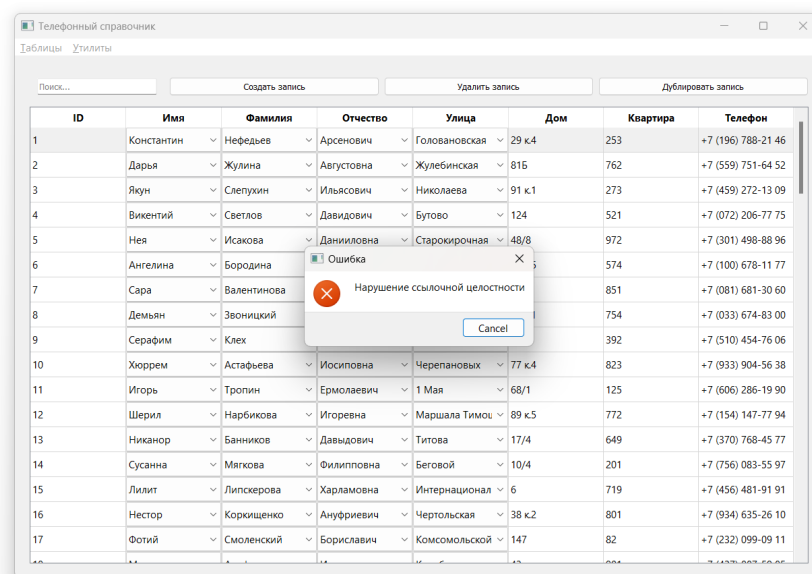 Телефонный справочник
Таблицы Утилиты
Поиск... Создать запись Удалить запись Дублировать запись
ID Имя Фамилия Отчество Улица Дом Квартира Телефон
1 Константин Нефедьев Арсенович Головановская 29 к.4 253 +7 (196) 788-21 46
2 Дарья Жулина Августовна Жулебинская 81Б 762 +7 (559) 751-64 52
3 Якун Слепухин Ильясович Николаева 91 к.1 273 +7 (459) 272-13 09
4 Викентий Светлов Давидович Бутово 124 521 +7 (072) 206-77 75
5 Нея Исакова Данииловна Старокирочная 48/8 972 +7 (301) 498-88 96
Ошибка
6 Ангелина Бородина 574 +7 (100) 678-11 77
Нарушение ссылочной целостности
7 Сара Валентинова 851 +7 (081) 681-30 60
8 Демьян Звоницкий 754 +7 (033) 674-83 00
Cancel
9 Серафим Клех 392 +7 (510) 454-76 06
10 Хюррем Астафьева Иосиповна Черепановых 77 к.4 823 +7 (933) 904-56 38
11 Игорь Тропин Ермолаевич 1 Мая 68/1 125 +7 (606) 286-19 90
12 Шерил Нарбикова Игоревна Маршала 89 к.5 772 +7 (154) 147-77 94
13 Никанор Банников Давыдович Титова 17/4 649 +7 (370) 768-45 77
14 Сусанна Мягкова Филипповна Беговой 10/4 201 +7 (756) 083-55 97
15 Лилит Липскерова Харламовна Интернационал 6 719 +7 (456) 481-91 91
16 Нестор Коркищенко Ануфриевич Чертольская 38 к.2 801 +7 (934) 635-26 10
17 Фотий Смоленский Бориславич Комсомольской 147 82 +7 (232) 099-09 11